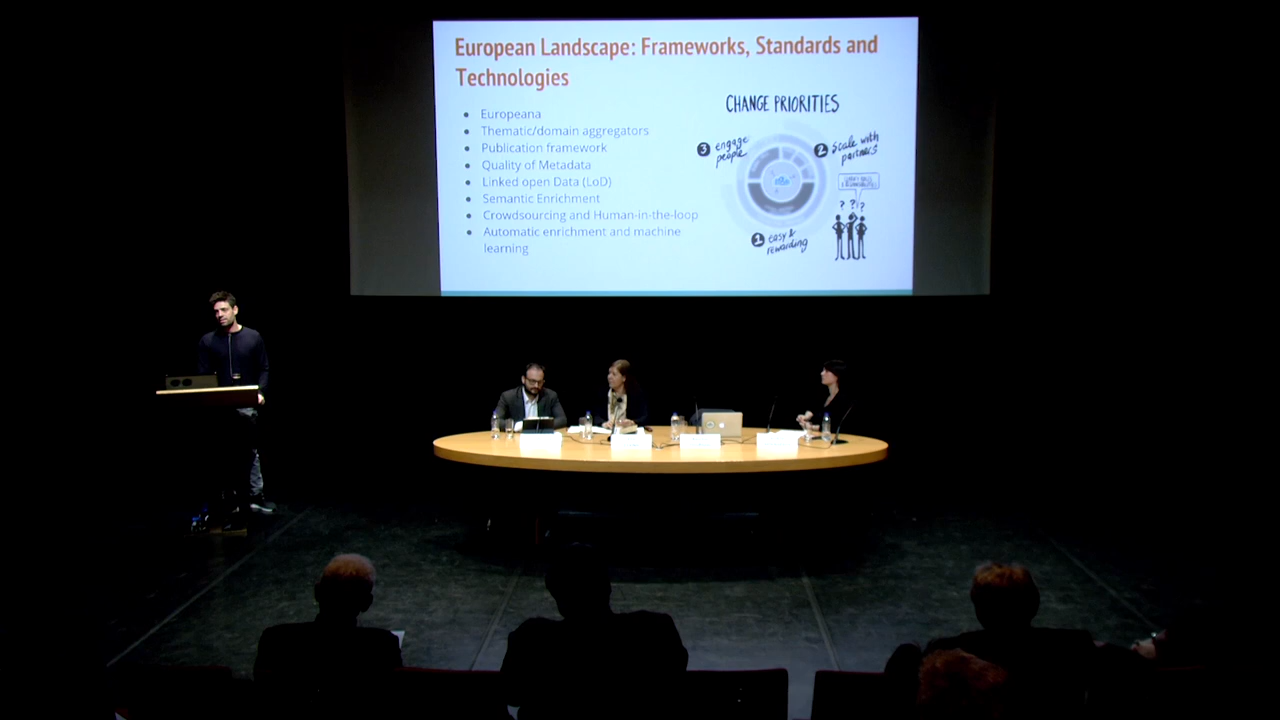 European Landscape: Frameworks, Standards and
Technologies
• Europeana
• Thematic/domain aggregators
• Publication framework
• Quality of Metadata
• Linked open Data (LoD)
• Semantic Enrichment
• Crowdsourcing and Human-in-the-loop
• Automatic enrichment and machine
learning
CHANGE PRIORITIES
3 engage
people
2 Scale with
partners
? ? ?
1 easy &
rewarding